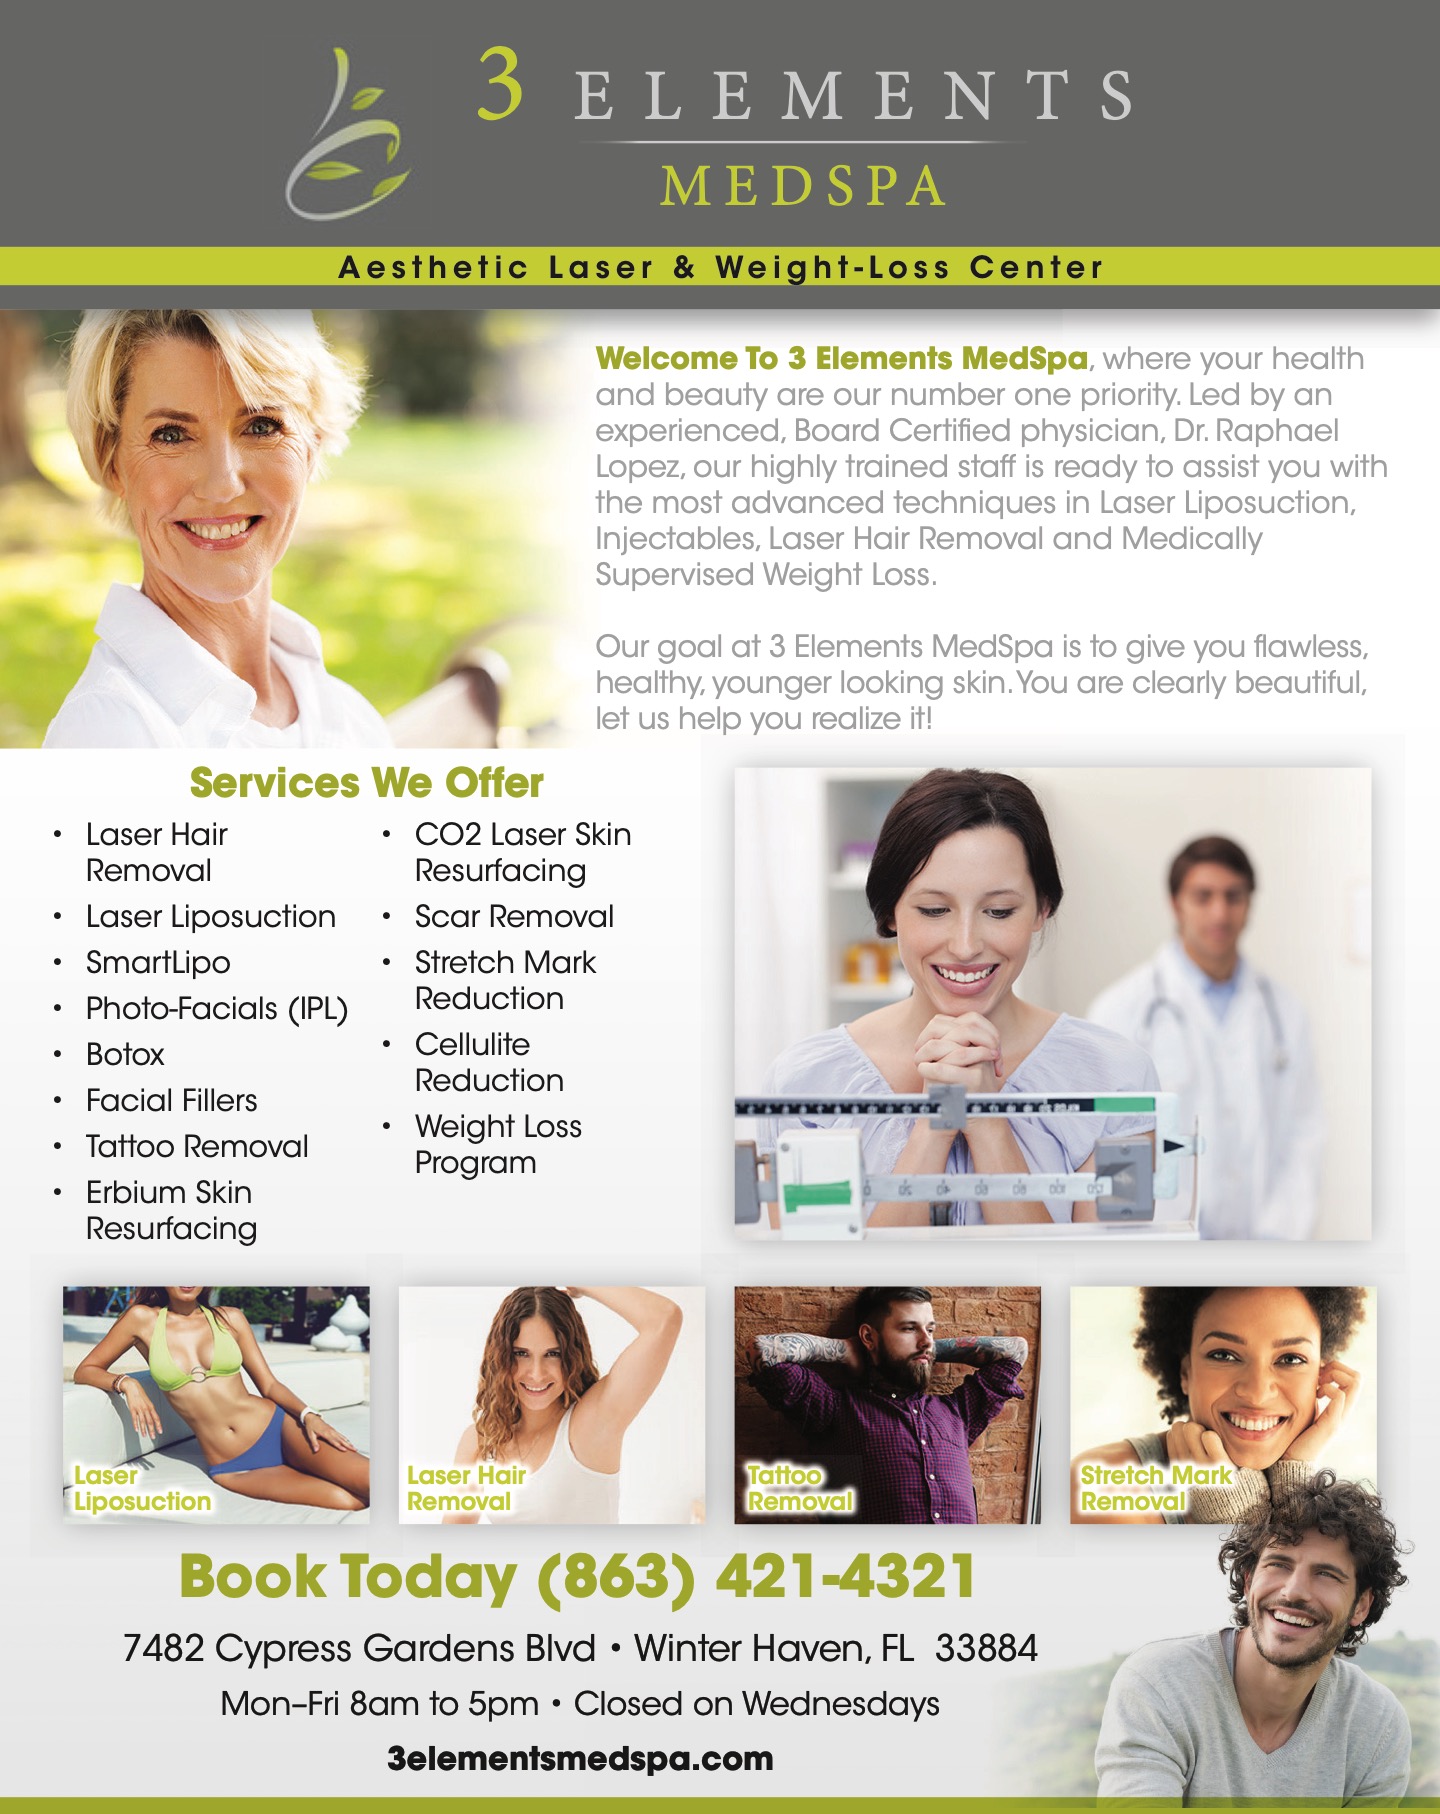 3 ELEMENTS
MEDSPA
Aesthetic Laser & Weight-Loss Center
Welcome To 3 Elements MedSpa, where your health
and beauty are our number one priority. Led by an
experienced, Board Certified physician, Dr. Raphael
Lopez, our highly trained staff is ready to assist you with
the most advanced techniques in Laser Liposuction,
Injectables, Laser Hair Removal and Medically
Supervised Weight Loss.
Our goal at 3 Elements MedSpa is to give you flawless,
healthy, younger looking skin. You are clearly beautiful,
let us help you realize it!
Services We Offer
• Laser Hair
Removal
• Laser Liposuction
• SmartLipo
• Photo-Facials (IPL)
• Botox
• Facial Fillers
• Tattoo Removal
• Erbium Skin
Resurfacing
• CO2 Laser Skin
Resurfacing
• Scar Removal
• Stretch Mark
Reduction
• Cellulite
Reduction
• Weight Loss
Program
Laser
Liposuction
Laser Hair
Removal
Tattoo
Removal
Stretch Mark
Removal
Book Today (863) 421-4321
7482 Cypress Gardens Blvd • Winter Haven, FL 33884
Mon–Fri 8am to 5pm • Closed on Wednesdays
3elementsmedspa.com